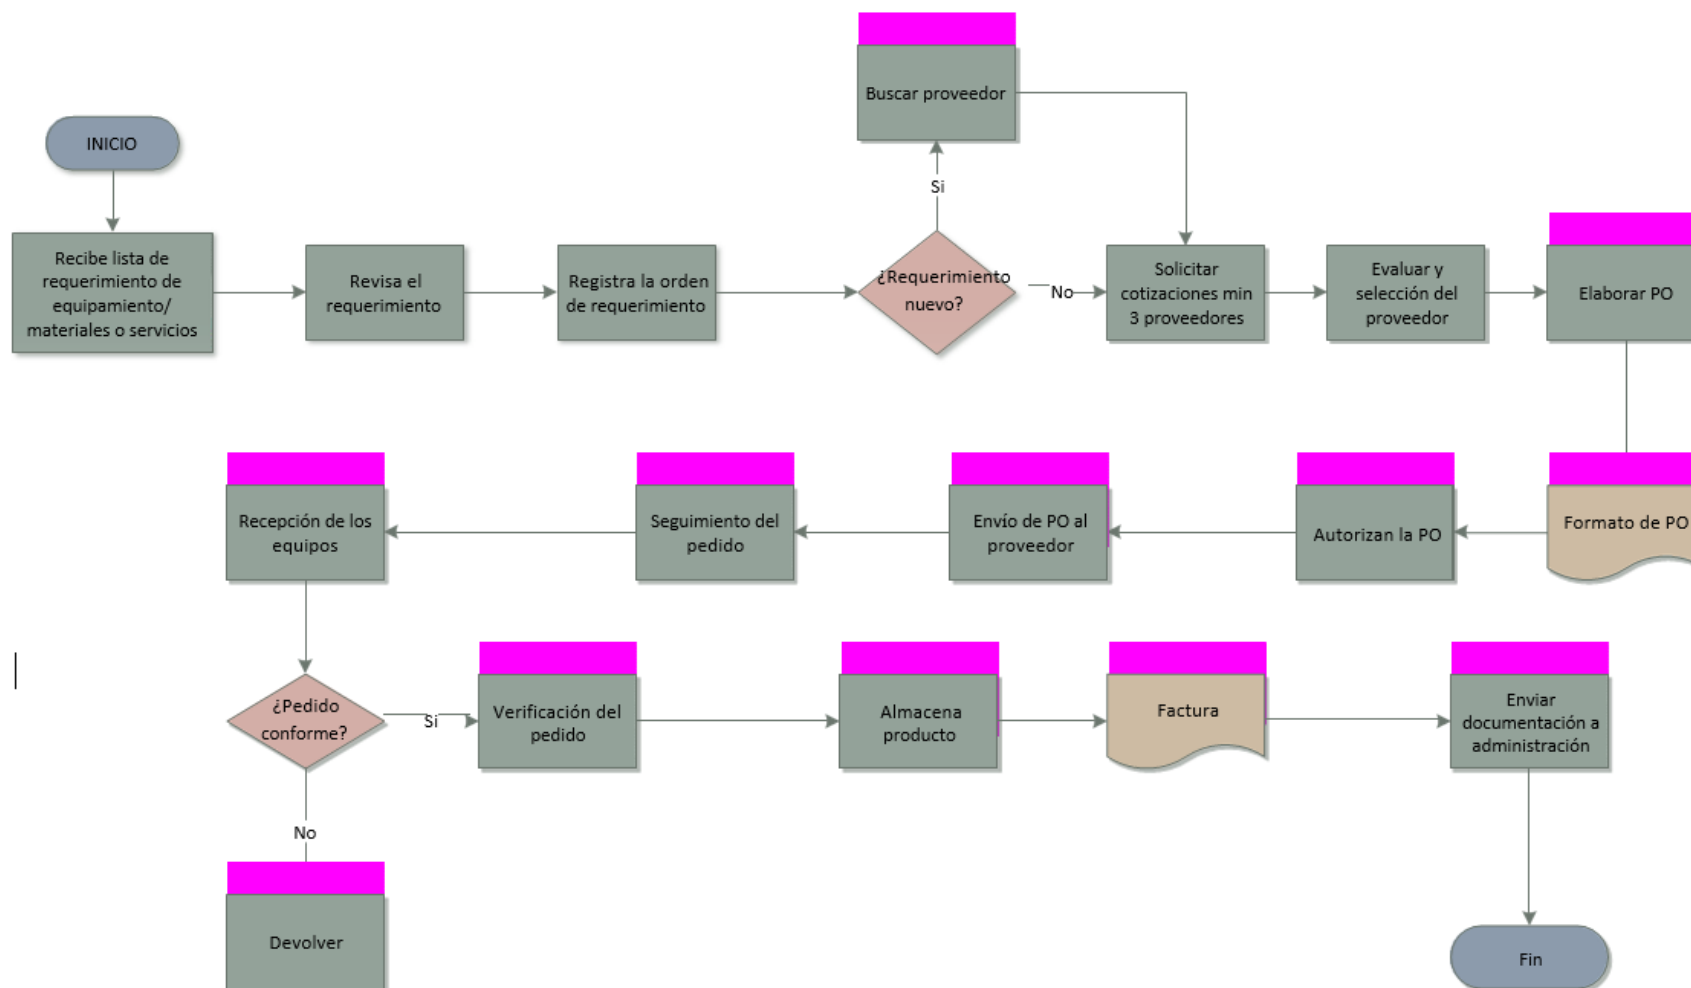 INICIO
Recibe lista de
requerimiento de
equipamiento/
materiales o servicios
Revisa el
requerimiento
Registra la orden
de requerimiento
¿Requerimiento
nuevo?
Si
Buscar proveedor
No
Solicitar
cotizaciones min
3 proveedores
Evaluar y
selección del
proveedor
Elaborar PO
Formato de PO
Autorizan la PO
Envío de PO al
proveedor
Seguimiento del
pedido
Recepción de los
equipos
¿Pedido
conforme?
Si
Verificación del
pedido
Almacena
producto
Factura
Enviar
documentación a
administración
No
Devolver
Fin